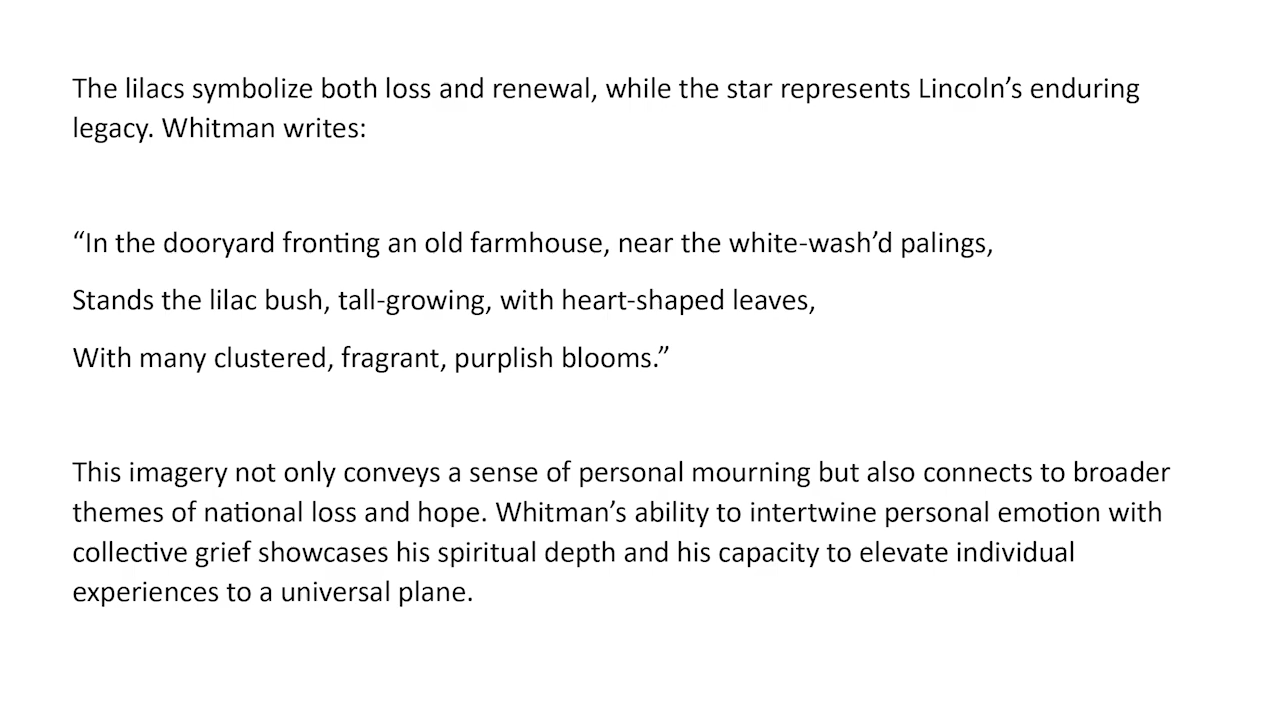 The lilacs symbolize both loss and renewal, while the star represents Lincoln’s enduring
legacy. Whitman writes:
“In the dooryard fronting an old farmhouse, near the white-wash’d palings,
Stands the lilac bush, tall-growing, with heart-shaped leaves,
With many clustered, fragrant, purplish blooms.”
This imagery not only conveys a sense of personal mourning but also connects to broader
themes of national loss and hope. Whitman’s ability to intertwine personal emotion with
collective grief showcases his spiritual depth and his capacity to elevate individual
experiences to a universal plane.